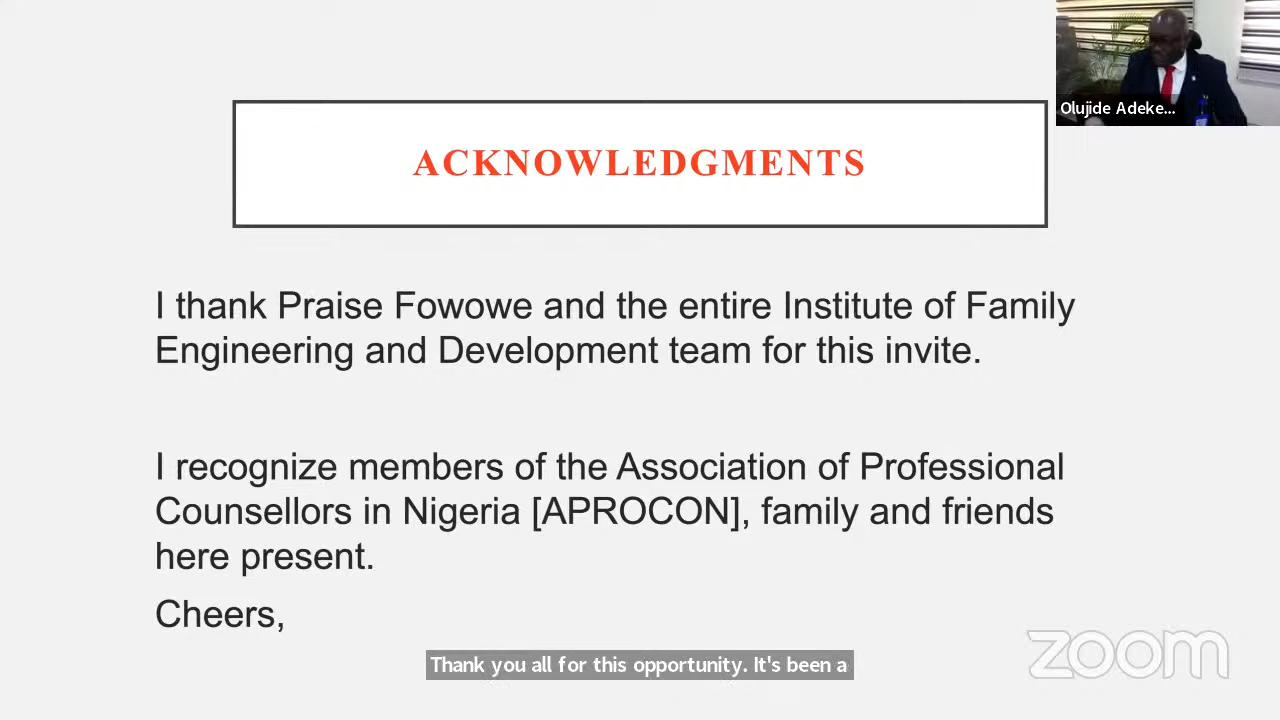 Olujide Adeke...
ACKNOWLEDGMENTS
I thank Praise Fowowe and the entire Institute of Family
Engineering and Development team for this invite.
I recognize members of the Association of Professional
Counsellors in Nigeria [APROCON], family and friends
here present.
Cheers,
Thank you all for this opportunity. It's been a
zoom